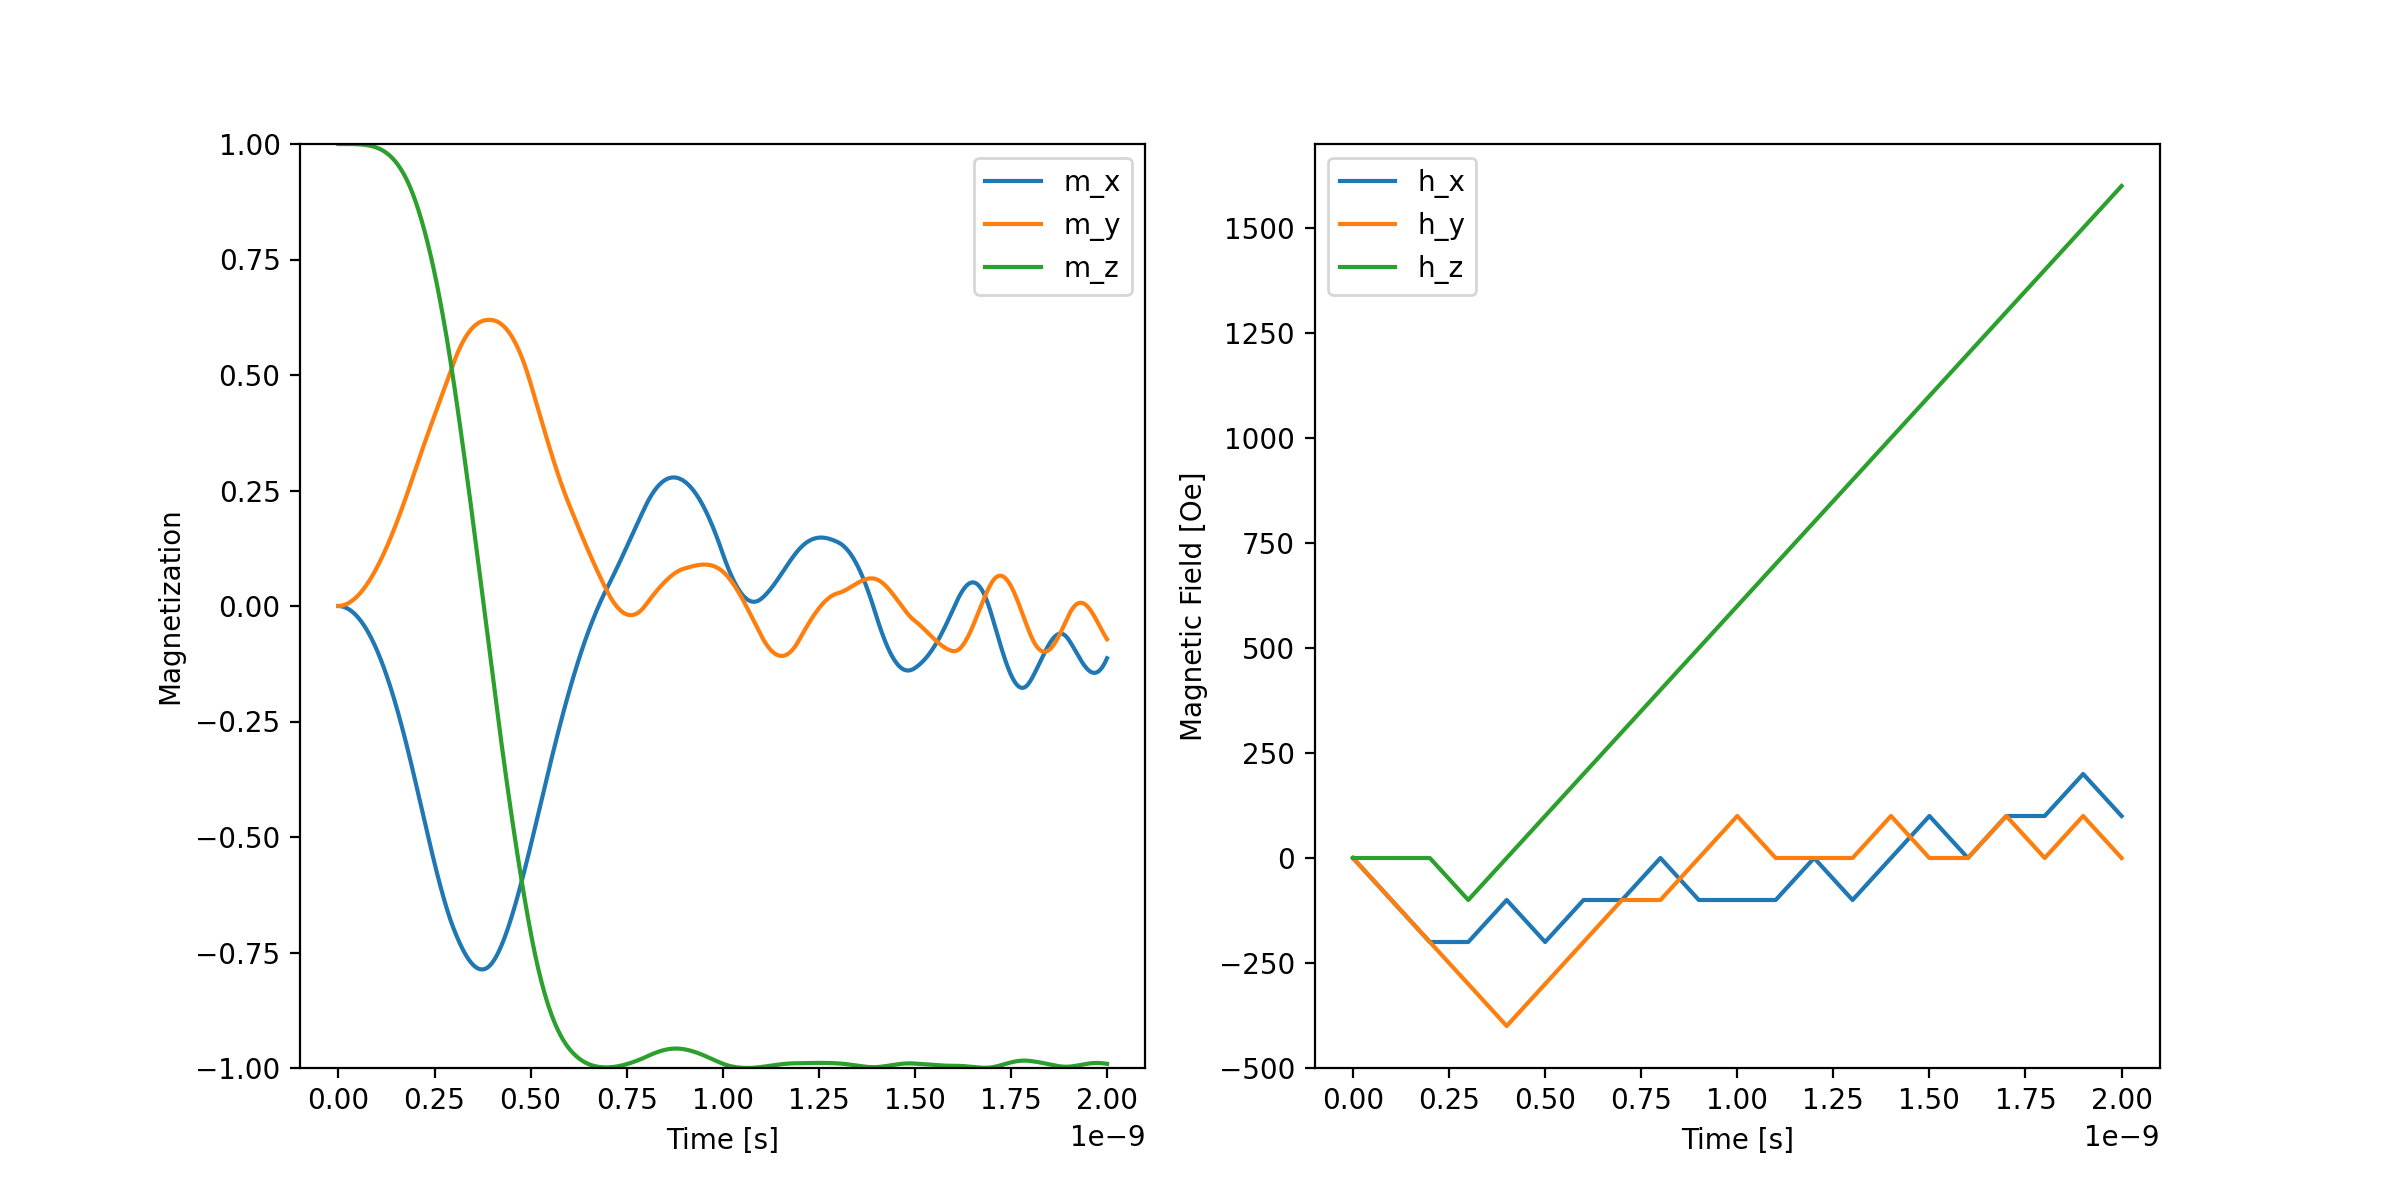 Magnetization
1.00
0.75
0.50
0.25
0.00
−0.25
−0.50
−0.75
−1.00
m_x
m_y
m_z
0.00 0.25 0.50 0.75 1.00 1.25 1.50 1.75 2.00
Time [s]
1e−9
Magnetic Field [Oe]
1500
1250
1000
750
500
250
0
−250
−500
h_x
h_y
h_z
0.00 0.25 0.50 0.75 1.00 1.25 1.50 1.75 2.00
Time [s]
1e−9